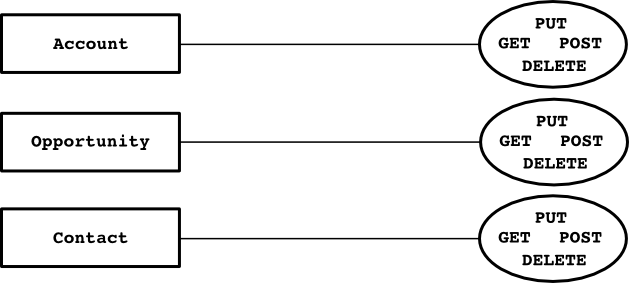 Account
PUT
GET POST
DELETE
Opportunity
PUT
GET POST
DELETE
Contact
PUT
GET POST
DELETE